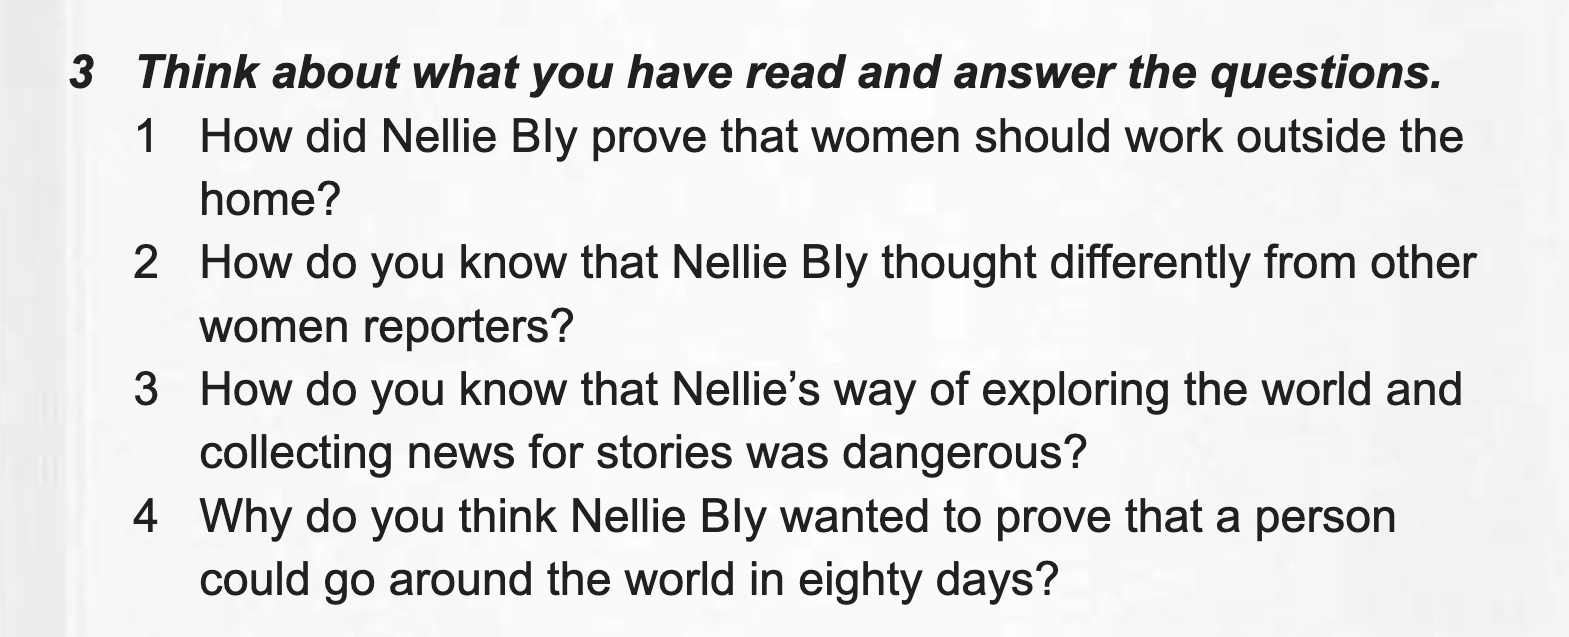 3 Think about what you have read and answer the questions.
1 How did Nellie Bly prove that women should work outside the
home?
2 How do you know that Nellie Bly thought differently from other
women reporters?
3 How do you know that Nellie’s way of exploring the world and
collecting news for stories was dangerous?
4 Why do you think Nellie Bly wanted to prove that a person
could go around the world in eighty days?